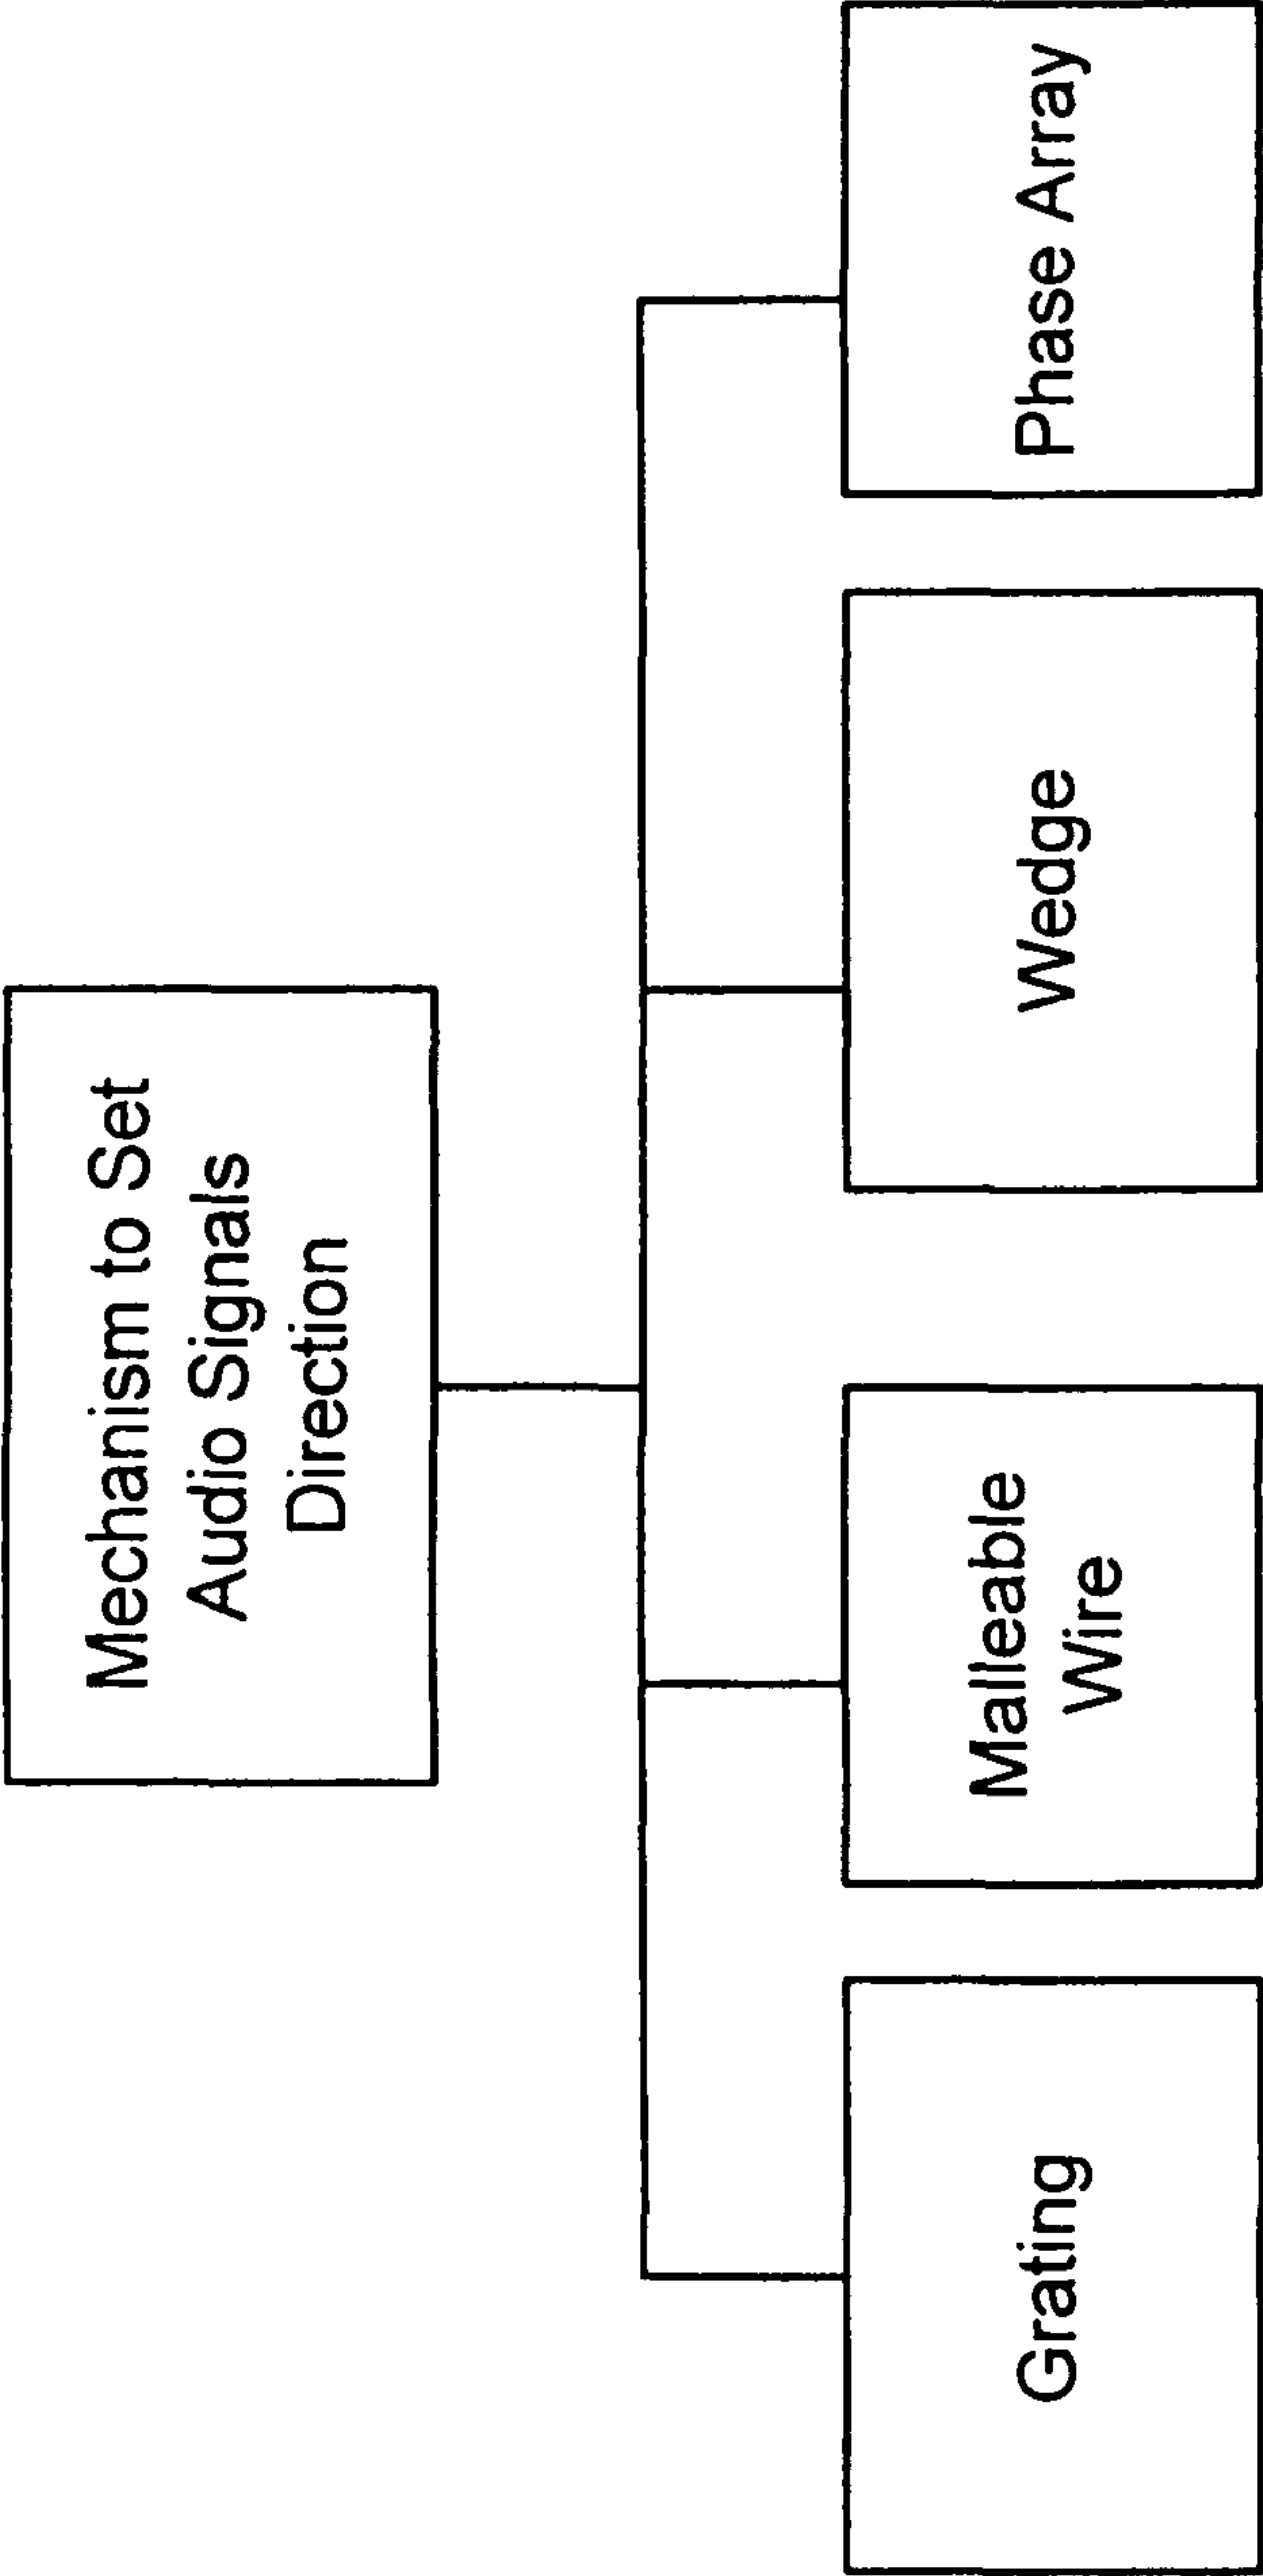 Mechanism to Set
Audio Signals
Direction
Grating
Malleable
Wire
Wedge
Phase Array